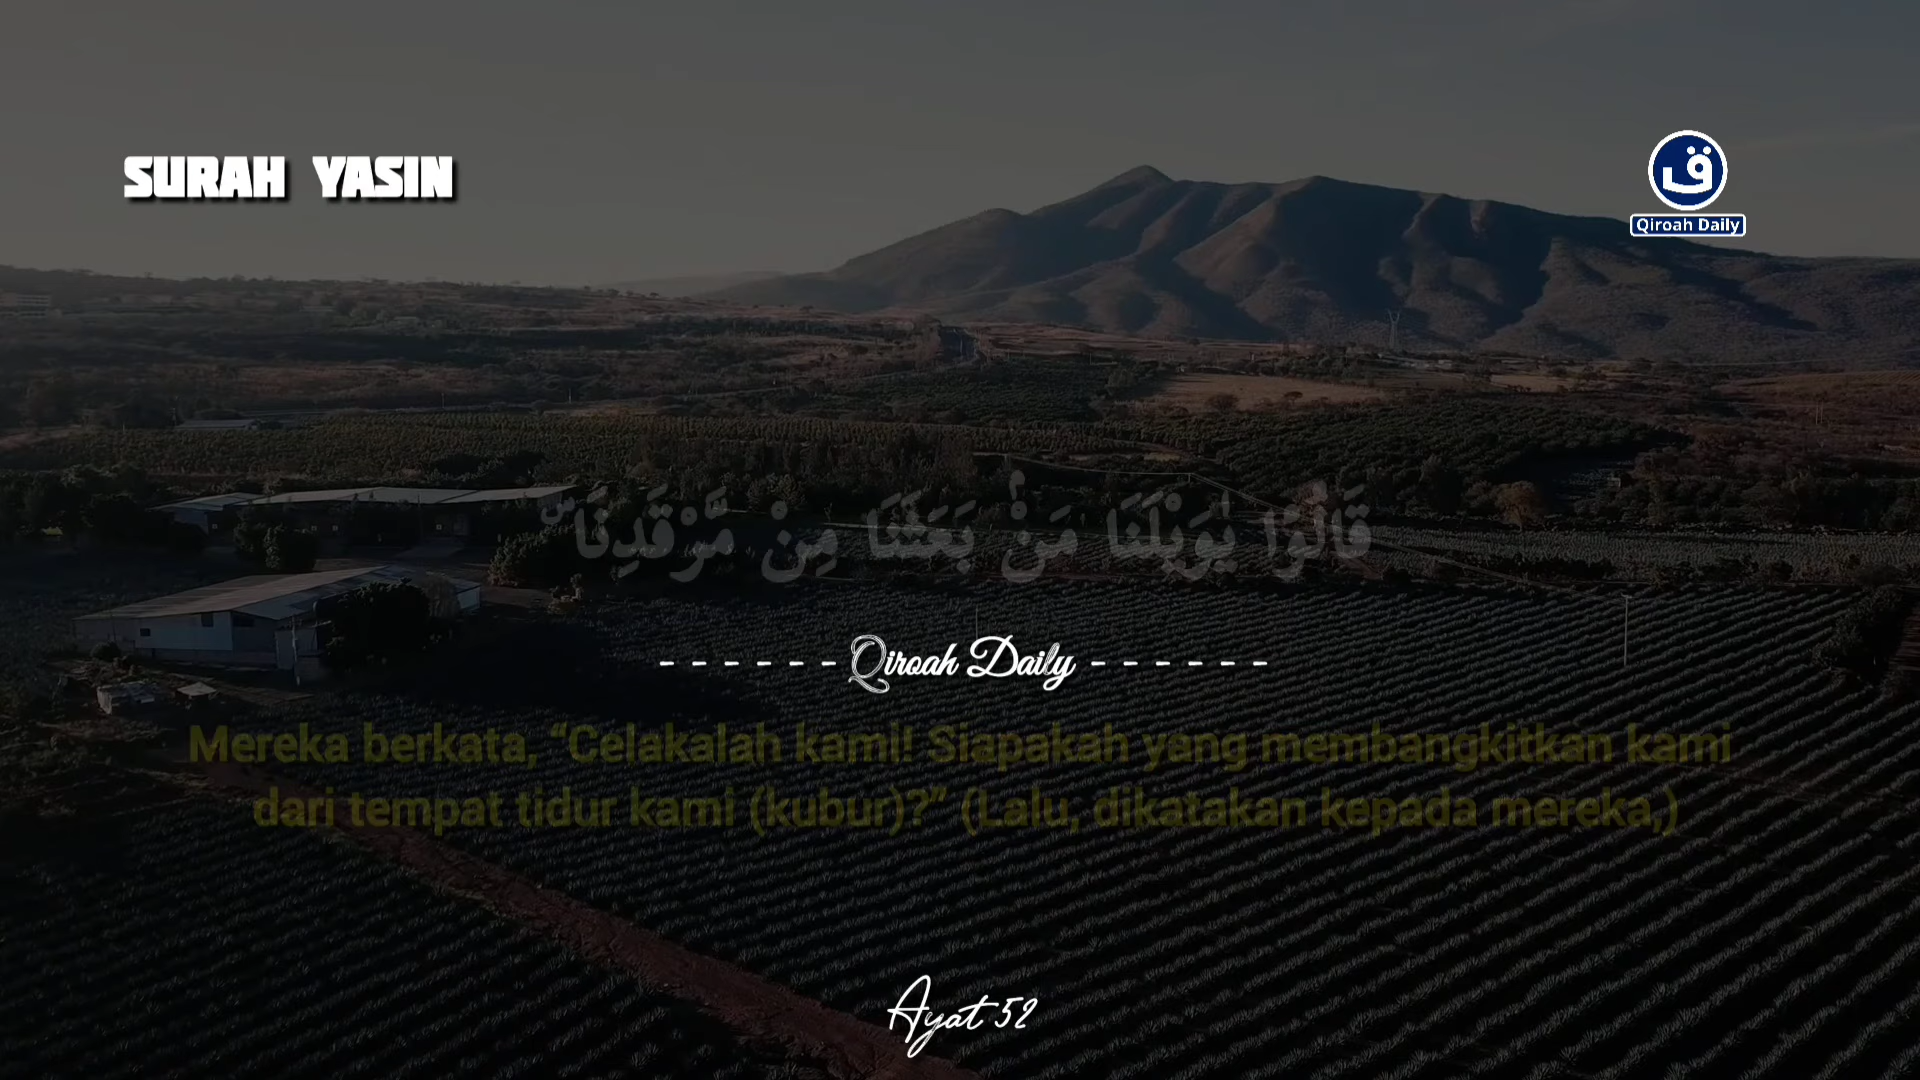 SURAH YASIN
ق
Qiroah Daily
قَالُوْا يٰوَيْلَنَا مَنْۢ بَعَثَنَا مِنْ مَّرْقَدِنَا ۜ
------Qiroah Daily------
Mereka berkata, “Celakalah kami! Siapakah yang membangkitkan kami
dari tempat tidur kami (kubur)?” (Lalu, dikatakan kepada mereka,)
Ayat 52